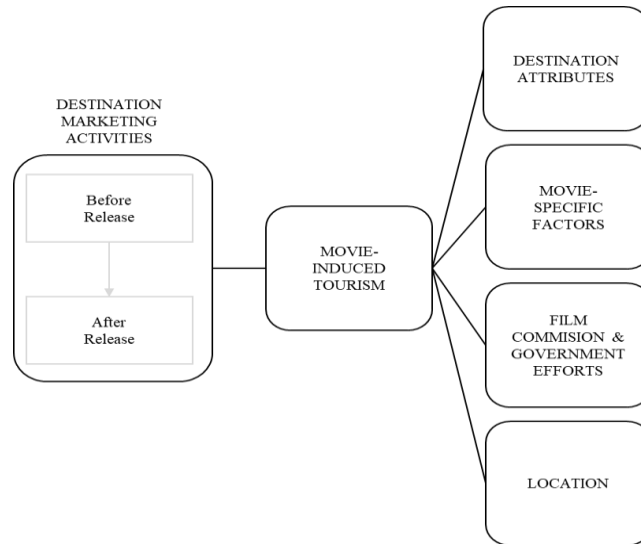 DESTINATION
MARKETING
ACTIVITIES
Before
Release
After
Release
MOVIE-
INDUCED
TOURISM
DESTINATION
ATTRIBUTES
MOVIE-
SPECIFIC
FACTORS
FILM
COMMISION &
GOVERNMENT
EFFORTS
LOCATION